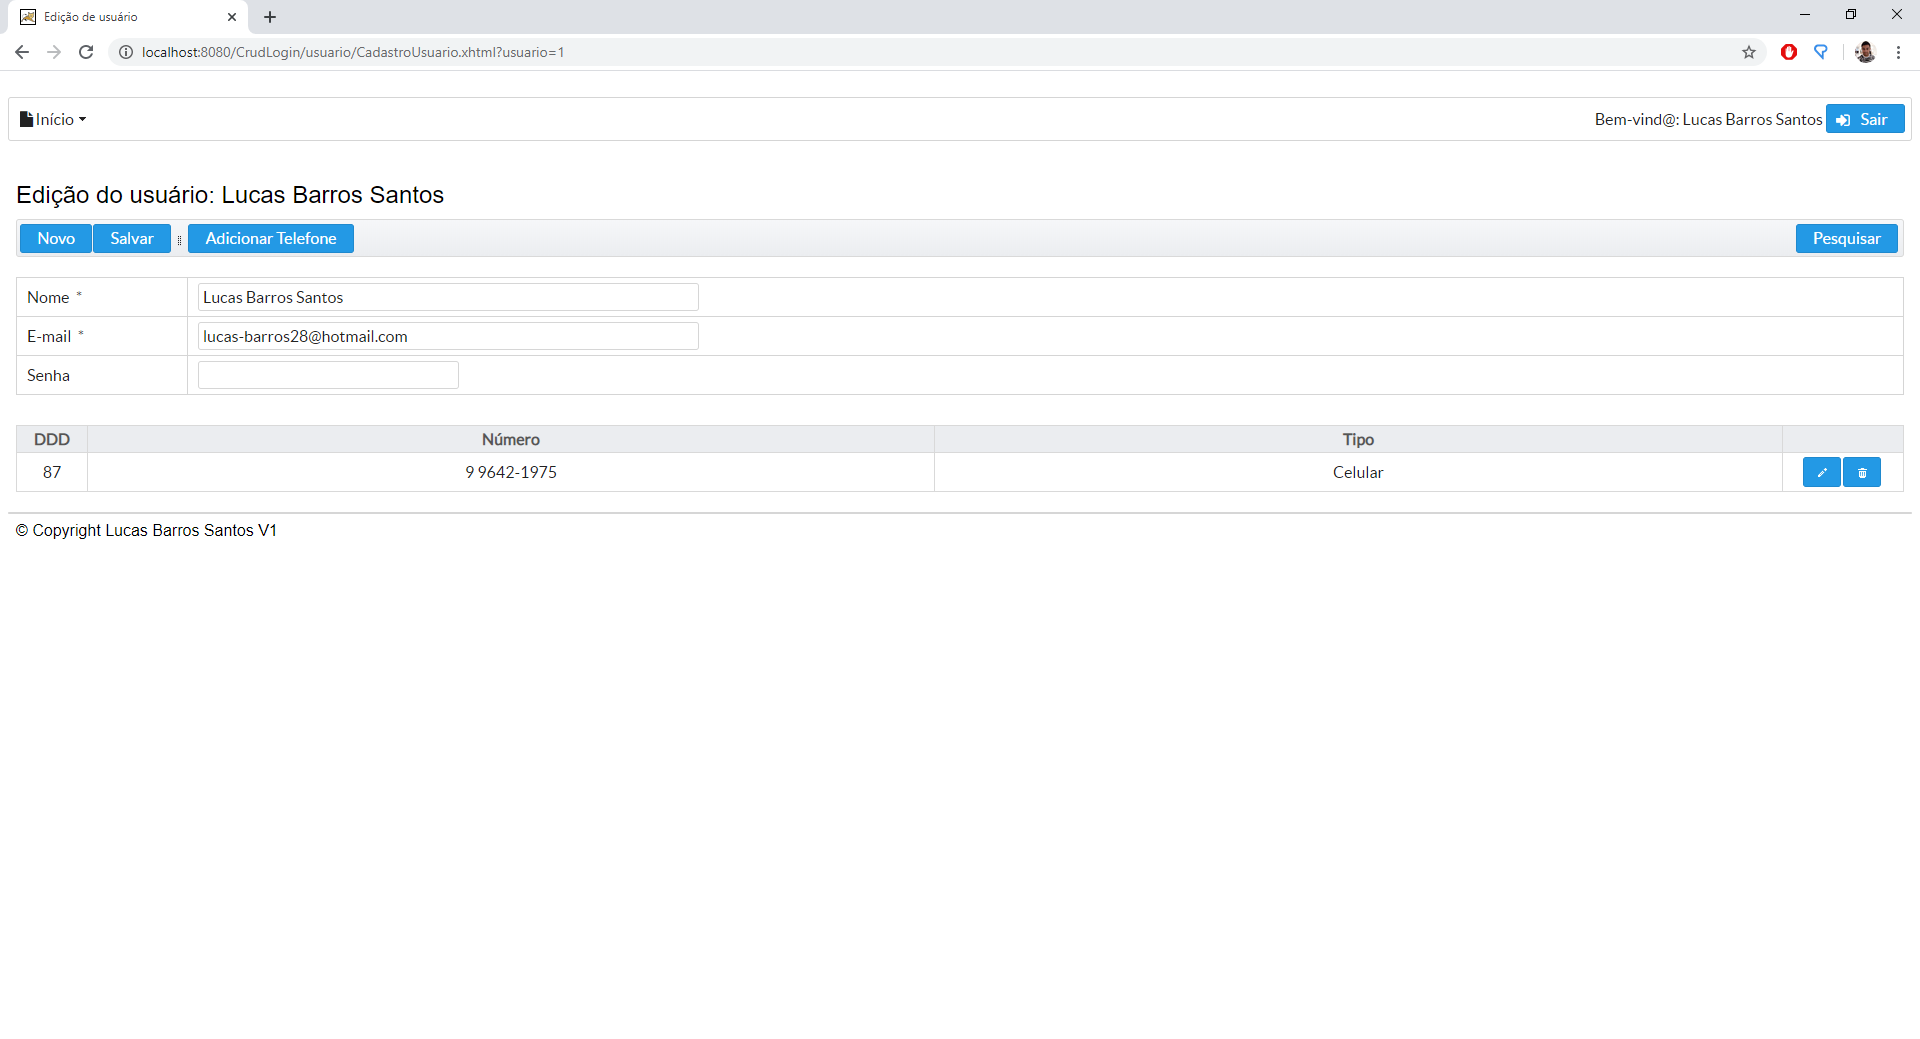 Edição de usuário
localhost:8080/CrudLogin/usuario/CadastroUsuario.xhtml?usuario=1
Início Bem-vind@: Lucas Barros Santos Sair
Edição do usuário: Lucas Barros Santos
Novo Salvar Adicionar Telefone Pesquisar
Nome * Lucas Barros Santos
E-mail * lucas-barros28@hotmail.com
Senha
DDD Número Tipo
87 9 9642-1975 Celular
© Copyright Lucas Barros Santos V1